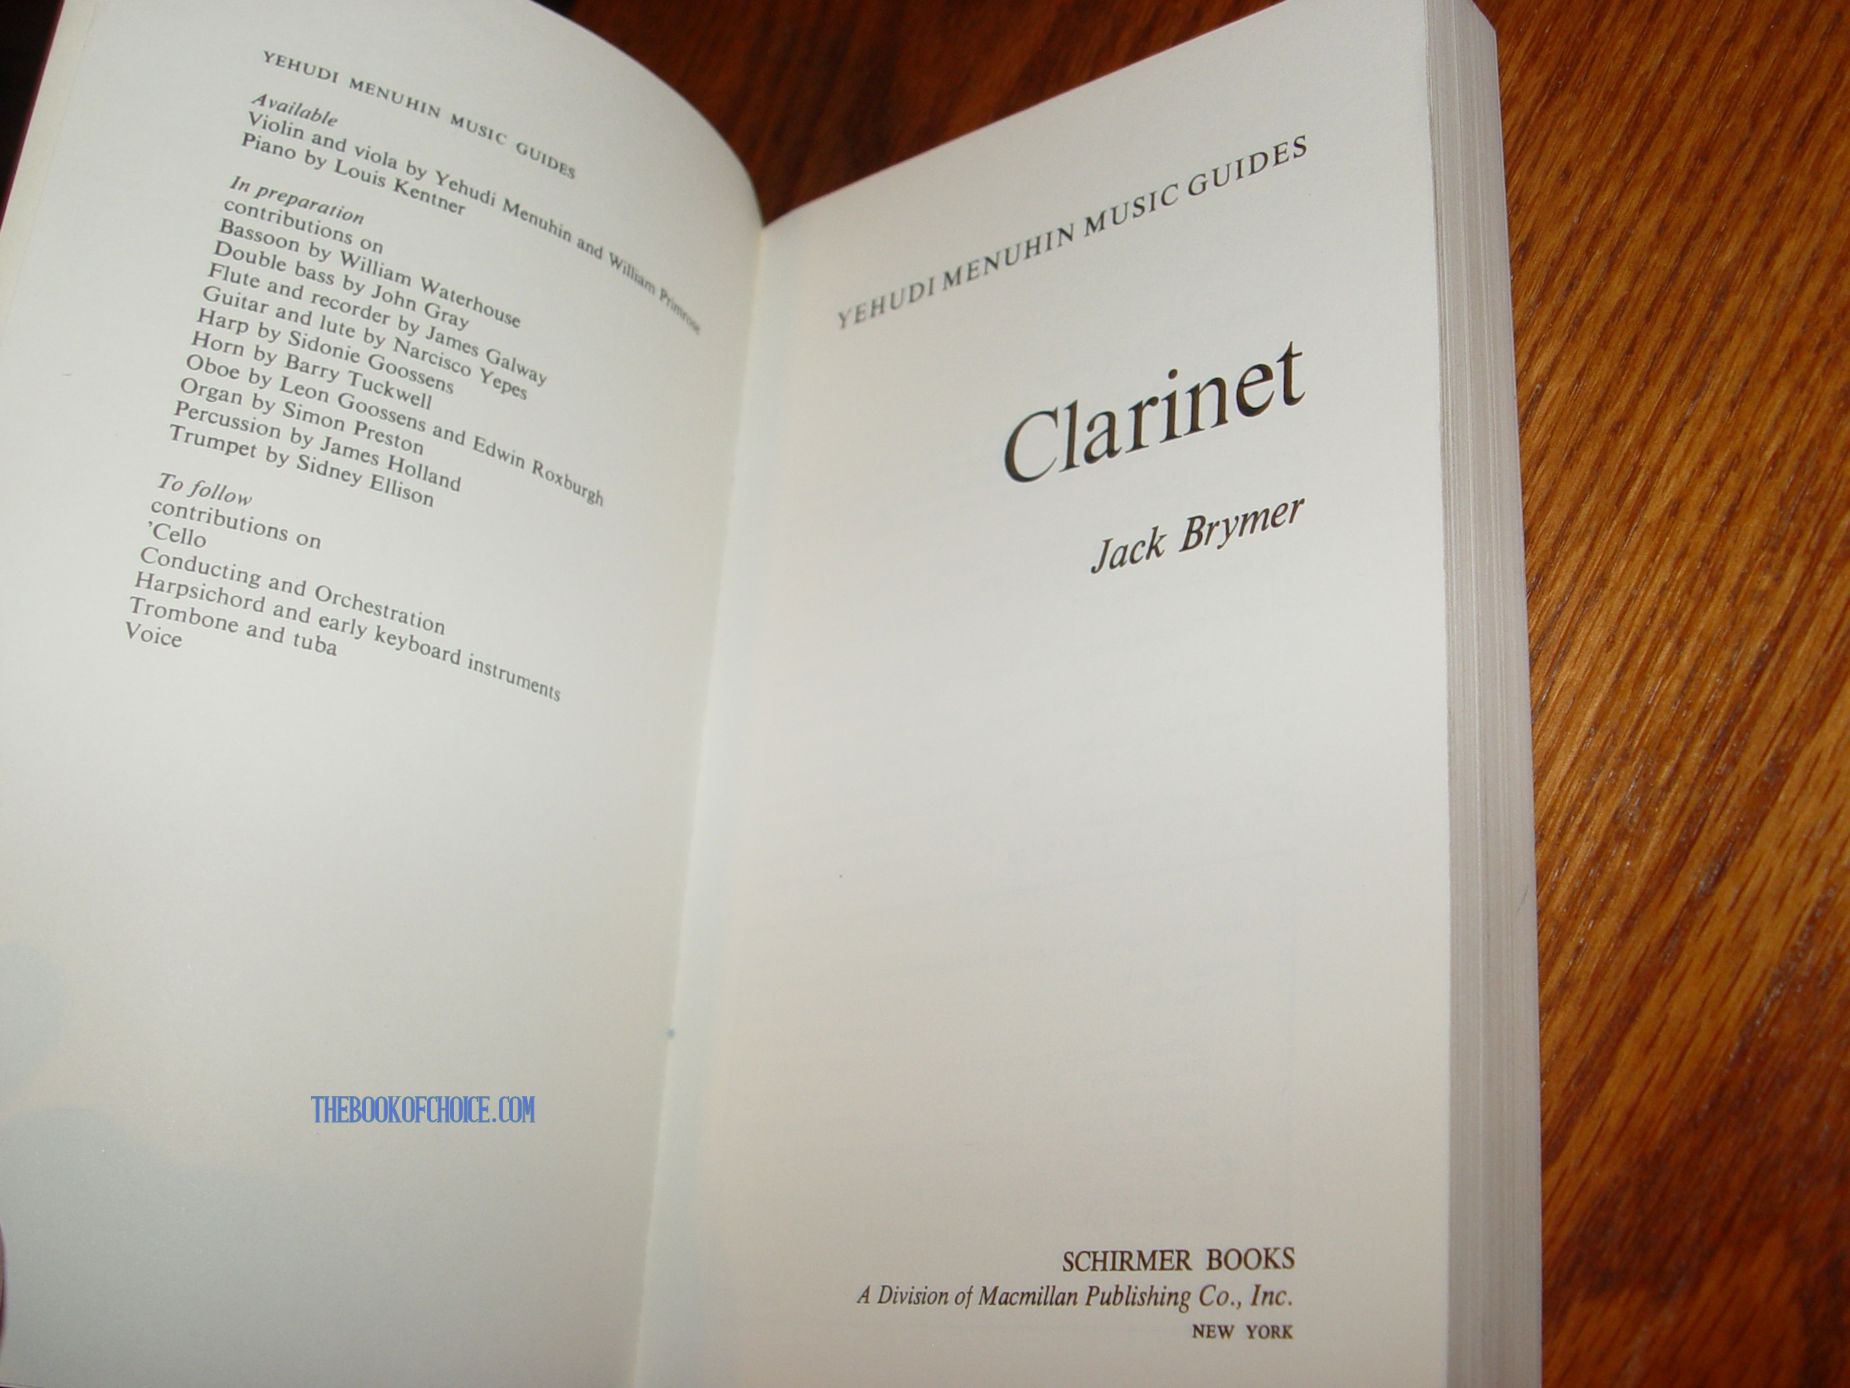 YEHUDI MENUHIN MUSIC GUIDES
Available
Violin and viola by Yehudi Menuhin and William Primrose
Piano by Louis Kentner
In preparation
contributions on
Bassoon by William Waterhouse
Double bass by John Gray
Flute and recorder by James Galway
Guitar and lute by Narcisco Yepes
Harp by Sidonie Goossens
Horn by Barry Tuckwell
Oboe by Leon Goossens and Edwin Roxburgh
Organ by Simon Preston
Percussion by James Holland
Trumpet by Sidney Ellison
To follow
contributions on
'Cello
Conducting and Orchestration
Harpsichord and early keyboard instruments
Trombone and tuba
Voice
THEBOOKOFCHOICE.COM
YEHUDI MENUHIN MUSIC GUIDES
Clarinet
Jack Brymer
SCHIRMER BOOKS
A Division of Macmillan Publishing Co., Inc.
NEW YORK